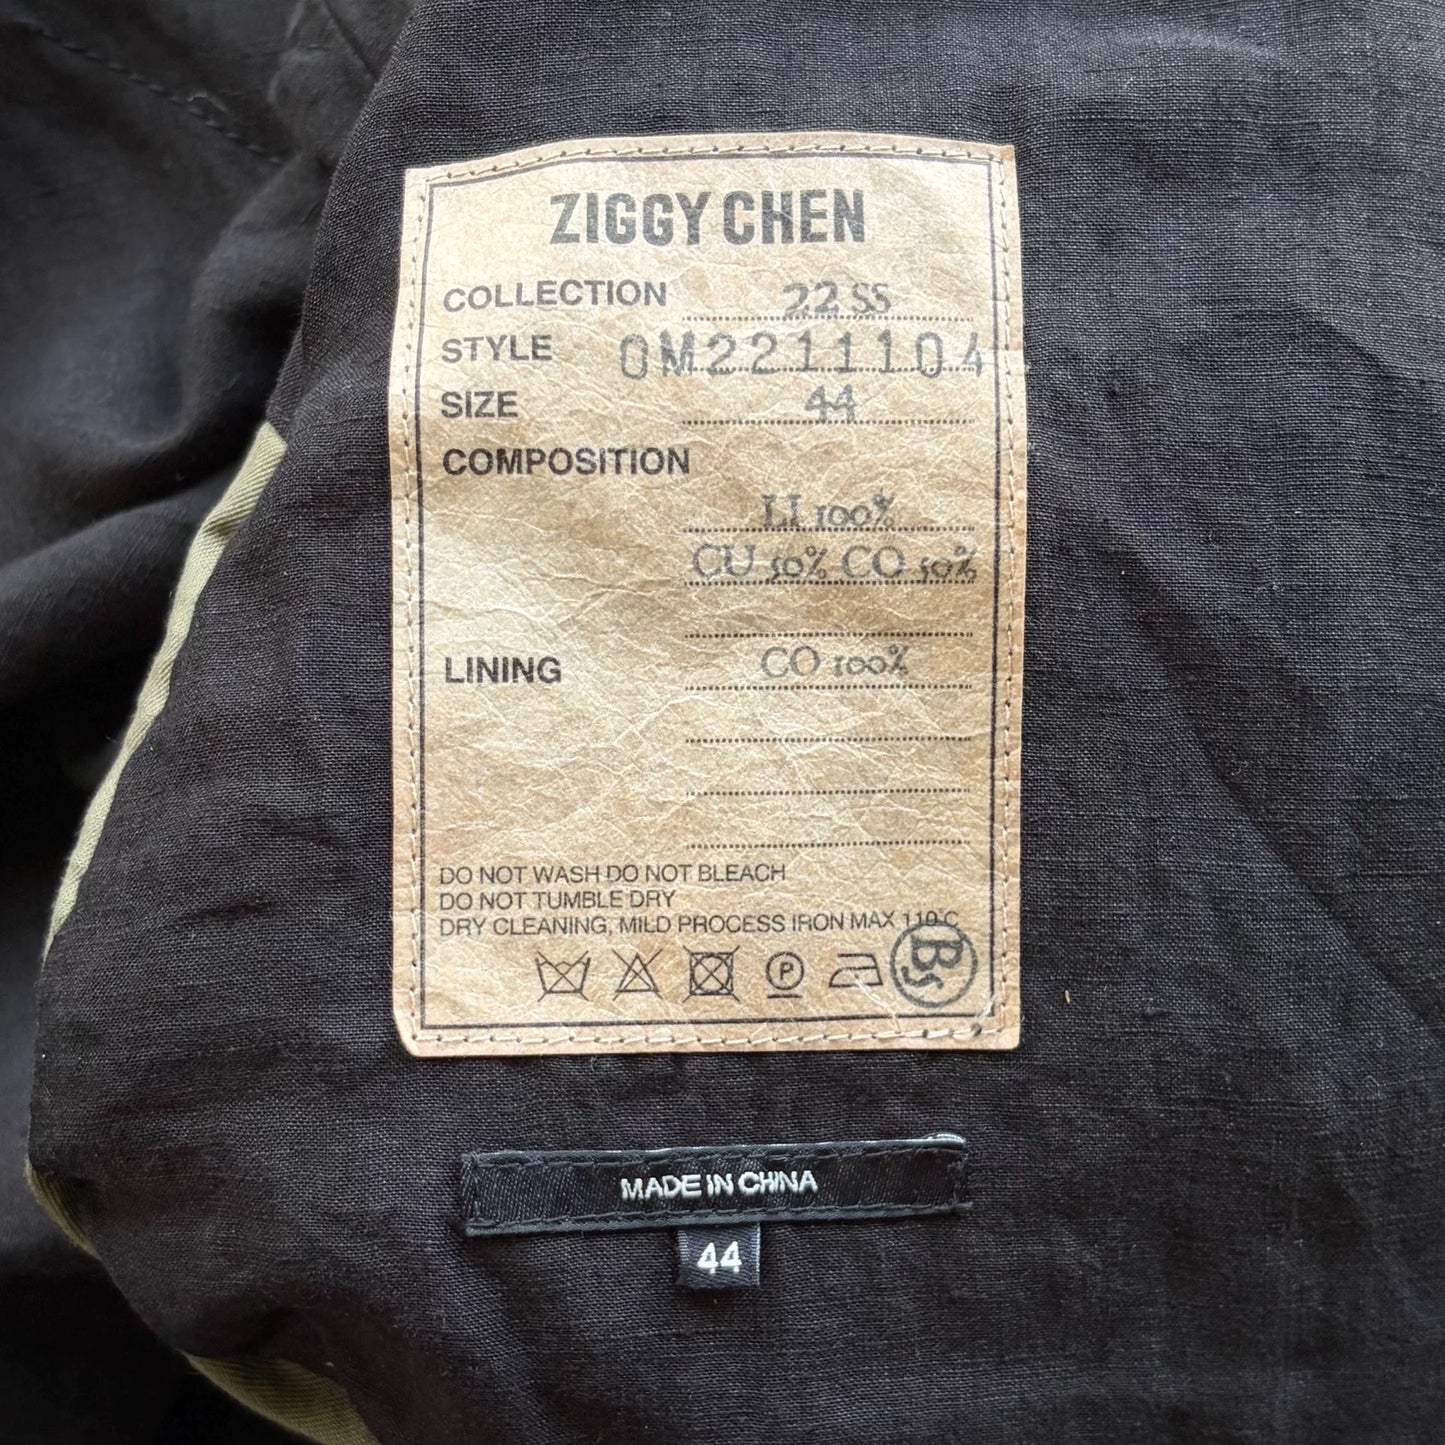 ZIGGY CHEN
COLLECTION 22 SS
STYLE 0M2211104
SIZE 44
COMPOSITION
LI 100%
CU 50% CO 50%
LINING CO 100%
DO NOT WASH DO NOT BLEACH
DO NOT TUMBLE DRY
DRY CLEANING, MILD PROCESS IRON MAX 110°C
P
Bs
MADE IN CHINA
44